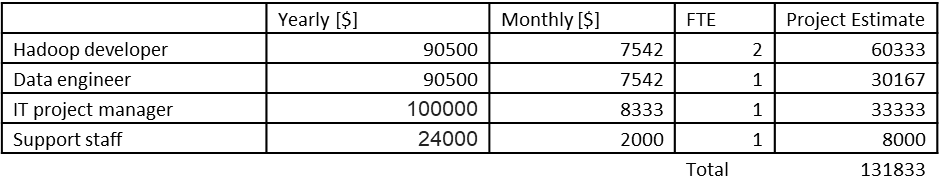 Yearly [$] Monthly [$] FTE Project Estimate
Hadoop developer 90500 7542 2 60333
Data engineer 90500 7542 1 30167
IT project manager 100000 8333 1 33333
Support staff 24000 2000 1 8000
Total 131833